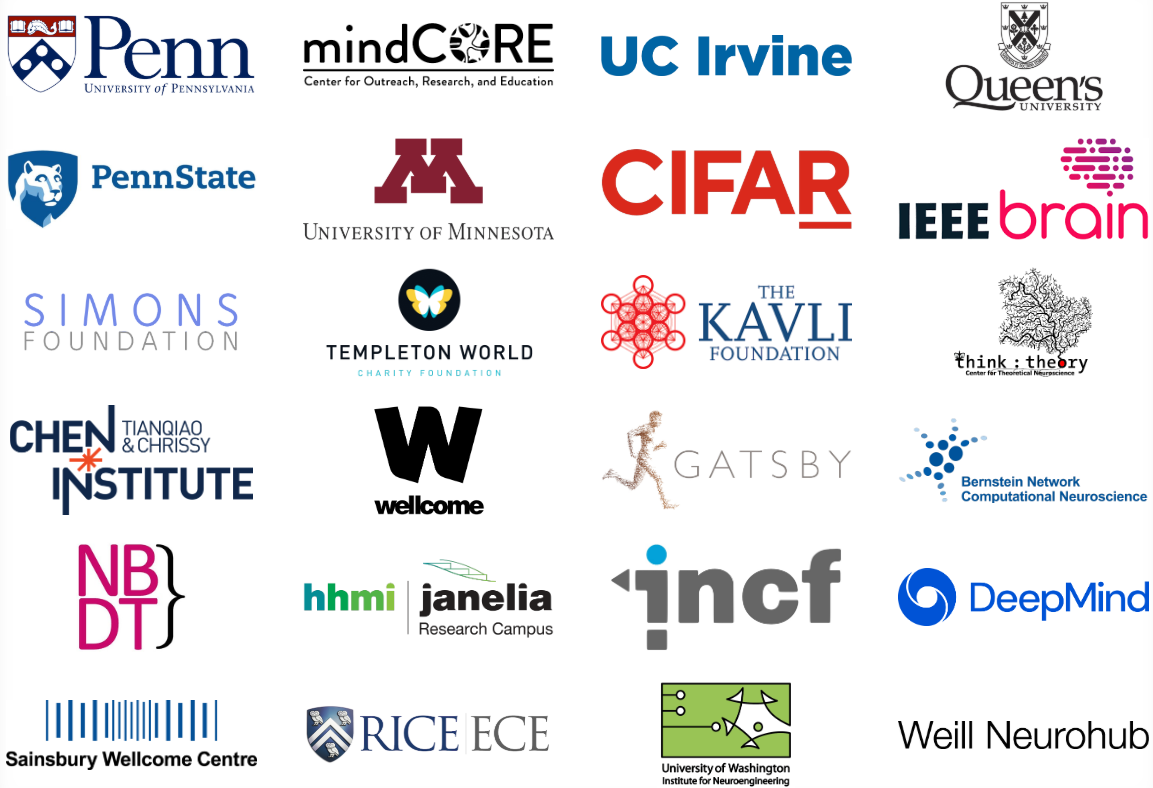 Penn
UNIVERSITY of PENNSYLVANIA
mindCORE
Center for Outreach, Research, and Education
UC Irvine
Queen's
UNIVERSITY
PennState
M
UNIVERSITY OF MINNESOTA
CIFAR
IEEE brain
SIMONS
FOUNDATION
TEMPLETON WORLD
CHARITY FOUNDATION
THE
KAVLI
FOUNDATION
think : theory
Center for Theoretical Neuroscience
CHEN TIANQIAO
& CHRISSY
INSTITUTE
W
wellcome
GATSBY
Bernstein Network
Computational Neuroscience
NB
DT}
hhmi janelia
Research Campus
incf
DeepMind
Sainsbury Wellcome Centre
RICE ECE
University of Washington
Institute for Neuroengineering
Weill Neurohub